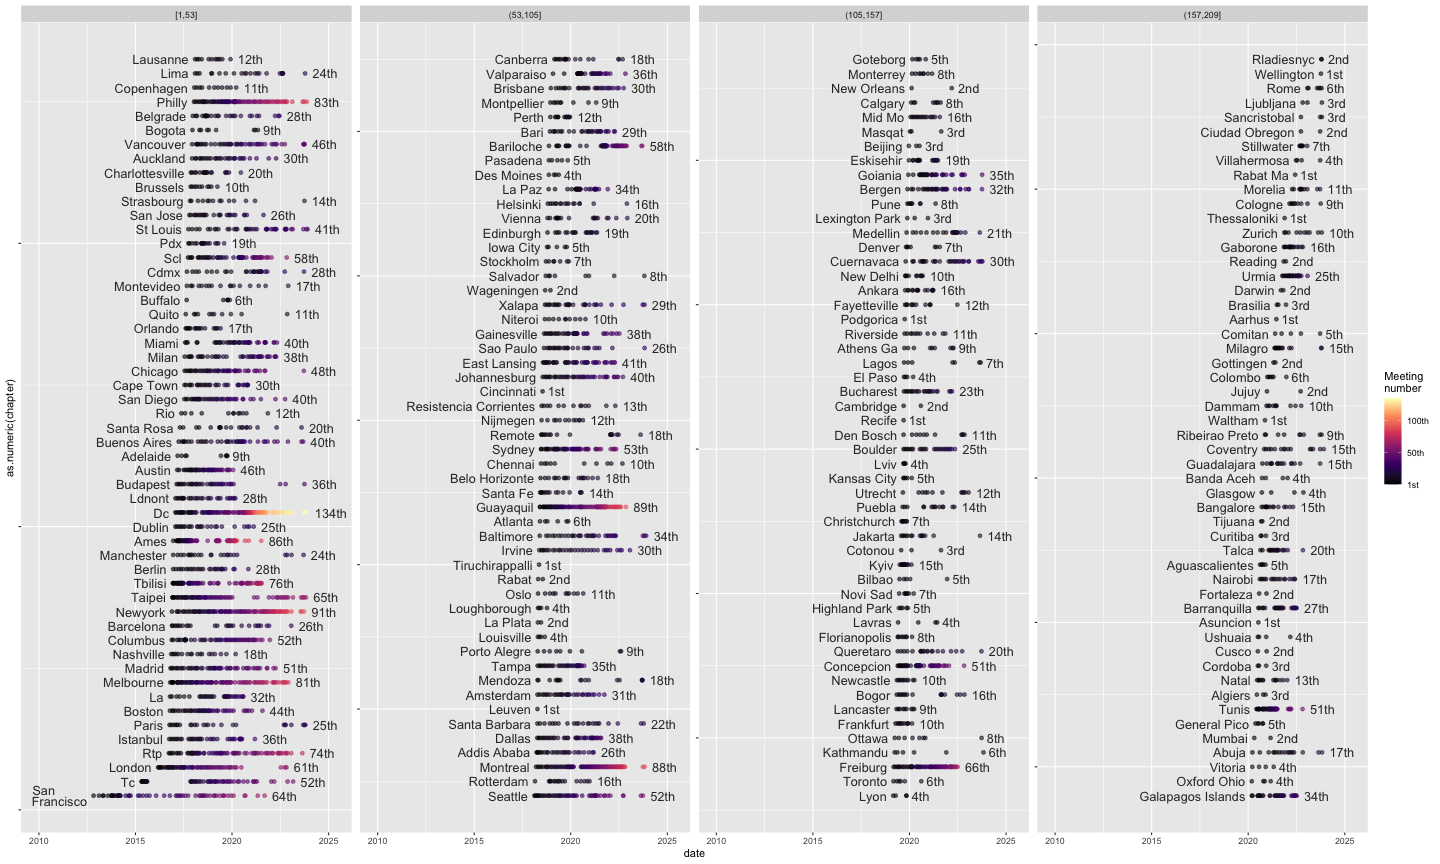 [1,53]
(53,105]
(105,157]
(157,209]
as.numeric(chapter)
Lausanne 12th
Lima 24th
Copenhagen 11th
Philly 83th
Belgrade 28th
Bogota 9th
Vancouver 46th
Auckland 30th
Charlottesville 20th
Brussels 10th
Strasbourg 14th
San Jose 26th
St Louis 41th
Pdx 19th
Scl 58th
Cdmx 28th
Montevideo 17th
Buffalo 6th
Quito 11th
Orlando 17th
Miami 40th
Milan 38th
Chicago 48th
Cape Town 30th
San Diego 40th
Rio 12th
Santa Rosa 20th
Buenos Aires 40th
Adelaide 9th
Austin 46th
Budapest 36th
Ldnont 28th
Dc 134th
Dublin 25th
Ames 86th
Manchester 24th
Berlin 28th
Tbilisi 76th
Taipei 65th
Newyork 91th
Barcelona 26th
Columbus 52th
Nashville 18th
Madrid 51th
Melbourne 81th
La 32th
Boston 44th
Paris 25th
Istanbul 36th
Rtp 74th
London 61th
Tc 52th
San
Francisco 64th
Canberra 18th
Valparaiso 36th
Brisbane 30th
Montpellier 9th
Perth 12th
Bari 29th
Bariloche 58th
Pasadena 5th
Des Moines 4th
La Paz 34th
Helsinki 16th
Vienna 20th
Edinburgh 19th
Iowa City 5th
Stockholm 7th
Salvador 8th
Wageningen 2nd
Xalapa 29th
Niteroi 10th
Gainesville 38th
Sao Paulo 26th
East Lansing 41th
Johannesburg 40th
Cincinnati 1st
Resistencia Corrientes 13th
Nijmegen 12th
Remote 18th
Sydney 53th
Chennai 10th
Belo Horizonte 18th
Santa Fe 14th
Guayaquil 89th
Atlanta 6th
Baltimore 34th
Irvine 30th
Tiruchirappalli 1st
Rabat 2nd
Oslo 11th
Loughborough 4th
La Plata 2nd
Louisville 4th
Porto Alegre 9th
Tampa 35th
Mendoza 18th
Amsterdam 31th
Leuven 1st
Santa Barbara 22th
Dallas 38th
Addis Ababa 26th
Montreal 88th
Rotterdam 16th
Seattle 52th
Goteborg 5th
Monterrey 8th
New Orleans 2nd
Calgary 8th
Mid Mo 16th
Masqat 3rd
Beijing 3rd
Eskisehir 19th
Goiania 35th
Bergen 32th
Pune 8th
Lexington Park 3rd
Medellin 21th
Denver 7th
Cuernavaca 30th
New Delhi 10th
Ankara 16th
Fayetteville 12th
Podgorica 1st
Riverside 11th
Athens Ga 9th
Lagos 7th
El Paso 4th
Bucharest 23th
Cambridge 2nd
Recife 1st
Den Bosch 11th
Boulder 25th
Lviv 4th
Kansas City 5th
Utrecht 12th
Puebla 14th
Christchurch 7th
Jakarta 14th
Cotonou 3rd
Kyiv 15th
Bilbao 5th
Novi Sad 7th
Highland Park 5th
Lavras 4th
Florianopolis 8th
Queretaro 20th
Concepcion 51th
Newcastle 10th
Bogor 16th
Lancaster 9th
Frankfurt 10th
Ottawa 8th
Kathmandu 6th
Freiburg 66th
Toronto 6th
Lyon 4th
Rladiesnyc 2nd
Wellington 1st
Rome 6th
Ljubljana 3rd
Sancristobal 3rd
Ciudad Obregon 2nd
Stillwater 7th
Villahermosa 4th
Rabat Ma 1st
Morelia 11th
Cologne 9th
Thessaloniki 1st
Zurich 10th
Gaborone 16th
Reading 2nd
Urmia 25th
Darwin 2nd
Brasilia 3rd
Aarhus 1st
Comitan 5th
Milagro 15th
Gottingen 2nd
Colombo 6th
Jujuy 2nd
Dammam 10th
Waltham 1st
Ribeirao Preto 9th
Coventry 15th
Guadalajara 15th
Banda Aceh 4th
Glasgow 4th
Bangalore 15th
Tijuana 2nd
Curitiba 3rd
Talca 20th
Aguascalientes 5th
Nairobi 17th
Fortaleza 2nd
Barranquilla 27th
Asuncion 1st
Ushuaia 4th
Cusco 2nd
Cordoba 3rd
Natal 13th
Algiers 3rd
Tunis 51th
General Pico 5th
Mumbai 2nd
Abuja 17th
Vitoria 4th
Oxford Ohio 4th
Galapagos Islands 34th
2010 2015 2020 2025
2010 2015 2020 2025
2010 2015 2020 2025
2010 2015 2020 2025
date
Meeting
number
100th
50th
1st